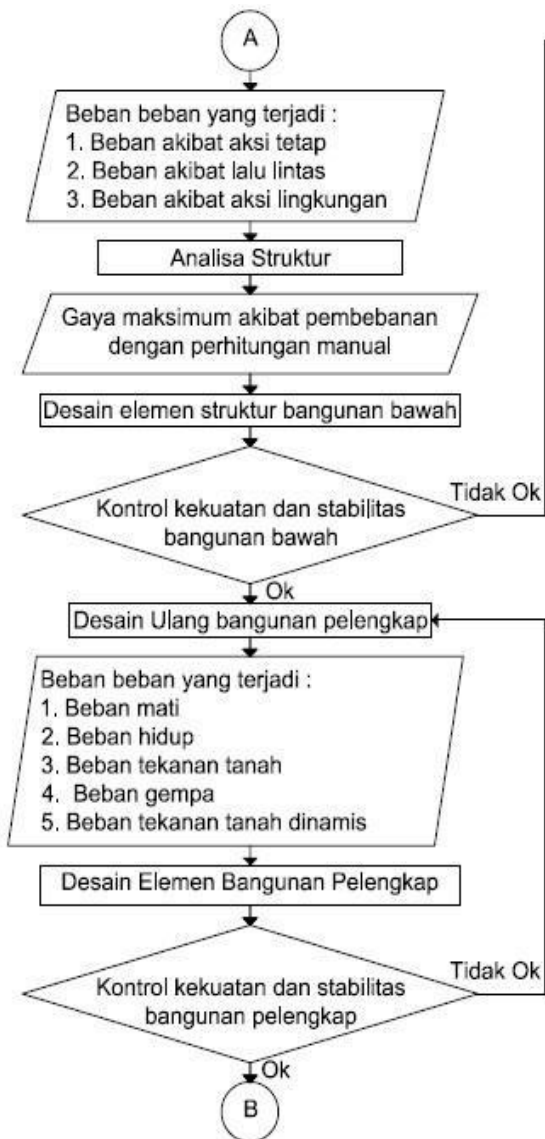 A
Beban beban yang terjadi :
1. Beban akibat aksi tetap
2. Beban akibat lalu lintas
3. Beban akibat aksi lingkungan
Analisa Struktur
Gaya maksimum akibat pembebanan
dengan perhitungan manual
Desain elemen struktur bangunan bawah
Kontrol kekuatan dan stabilitas
bangunan bawah
Tidak Ok
Ok
Desain Ulang bangunan pelengkap
Beban beban yang terjadi :
1. Beban mati
2. Beban hidup
3. Beban tekanan tanah
4. Beban gempa
5. Beban tekanan tanah dinamis
Desain Elemen Bangunan Pelengkap
Kontrol kekuatan dan stabilitas
bangunan pelengkap
Tidak Ok
Ok
B